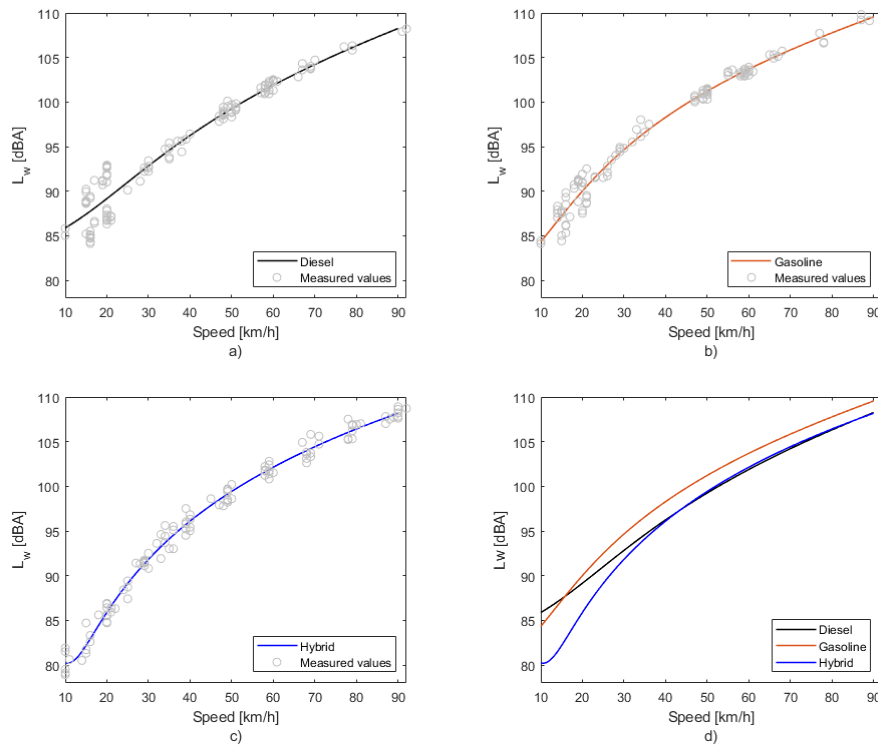 110
105
100
95
90
85
80
L_w [dBA]
Diesel
Measured values
10 20 30 40 50 60 70 80 90
Speed [km/h]
a)
110
105
100
95
90
85
80
L_w [dBA]
Gasoline
Measured values
10 20 30 40 50 60 70 80 90
Speed [km/h]
b)
110
105
100
95
90
85
80
L_w [dBA]
Hybrid
Measured values
10 20 30 40 50 60 70 80 90
Speed [km/h]
c)
110
105
100
95
90
85
80
Lw [dBA]
Diesel
Gasoline
Hybrid
10 20 30 40 50 60 70 80 90
Speed [km/h]
d)